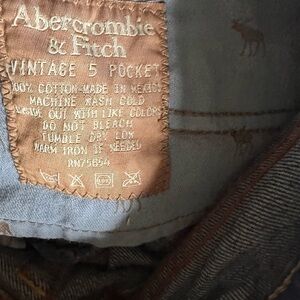 Abercrombie
& Fitch
VINTAGE 5 POCKET
100% COTTON-MADE IN MEXICO
MACHINE WASH COLD
INSIDE OUT WITH LIKE COLORS
DO NOT BLEACH
TUMBLE DRY LOW
WARM IRON IF NEEDED
RN75654